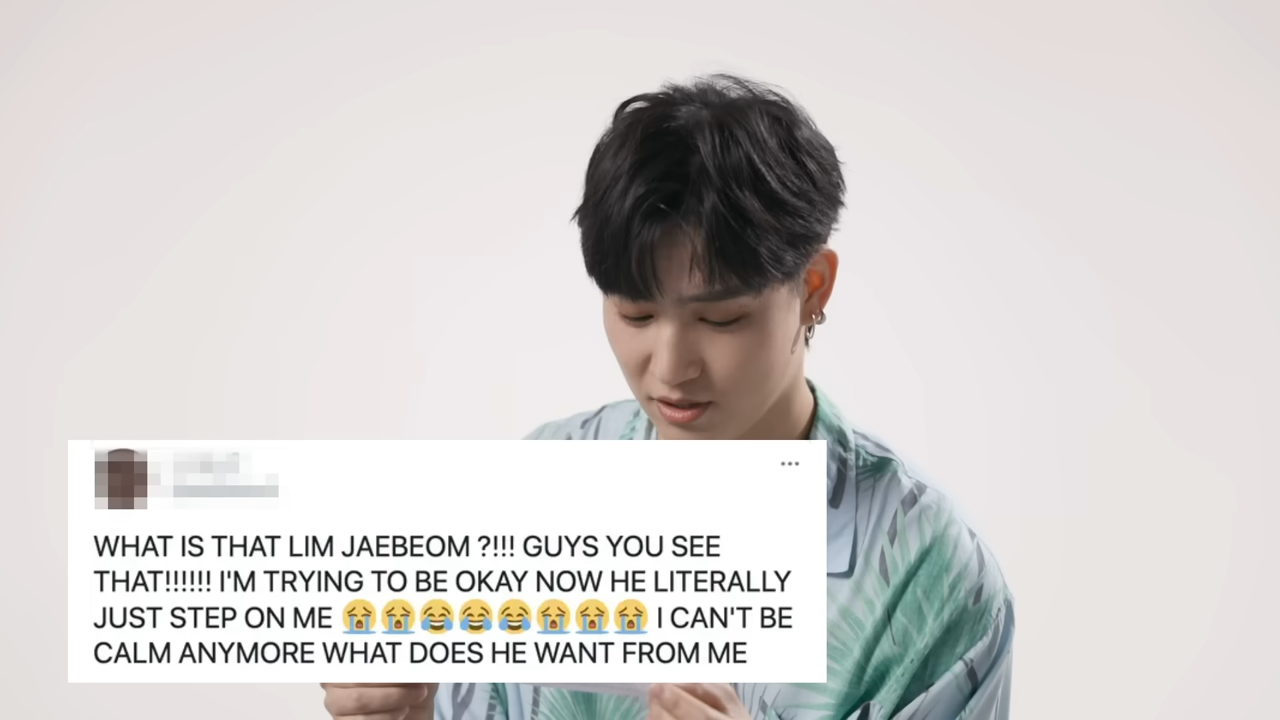 WHAT IS THAT LIM JAEBEOM ?!!! GUYS YOU SEE
THAT!!!!!! I'M TRYING TO BE OKAY NOW HE LITERALLY
JUST STEP ON ME 😭😭😂😂😂😭😭😭 I CAN'T BE
CALM ANYMORE WHAT DOES HE WANT FROM ME